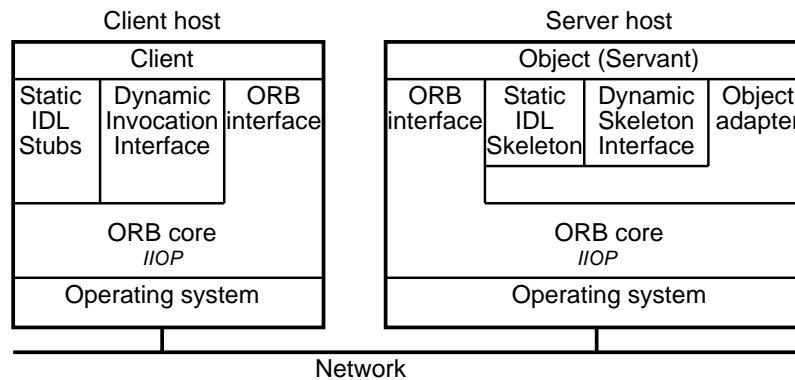 Client host
Client
Static
IDL
Stubs
Dynamic
Invocation
Interface
ORB
interface
ORB core
IIOP
Operating system
Server host
Object (Servant)
ORB
interface
Static
IDL
Skeleton
Dynamic
Skeleton
Interface
Object
adapter
ORB core
IIOP
Operating system
Network